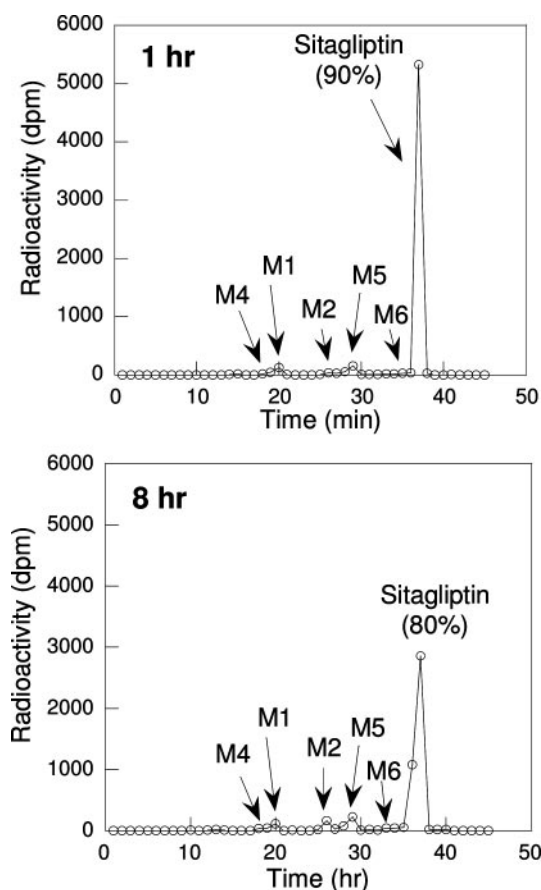 6000
1 hr
Sitagliptin
(90%)
5000
4000
3000
2000
M1
M5
M4
M2
M6
1000
0
0 10 20 30 40 50
Radioactivity (dpm)
Time (min)
6000
8 hr
5000
4000
Sitagliptin
(80%)
3000
2000
M1
M5
M2
M4
M6
1000
0
0 10 20 30 40 50
Radioactivity (dpm)
Time (hr)